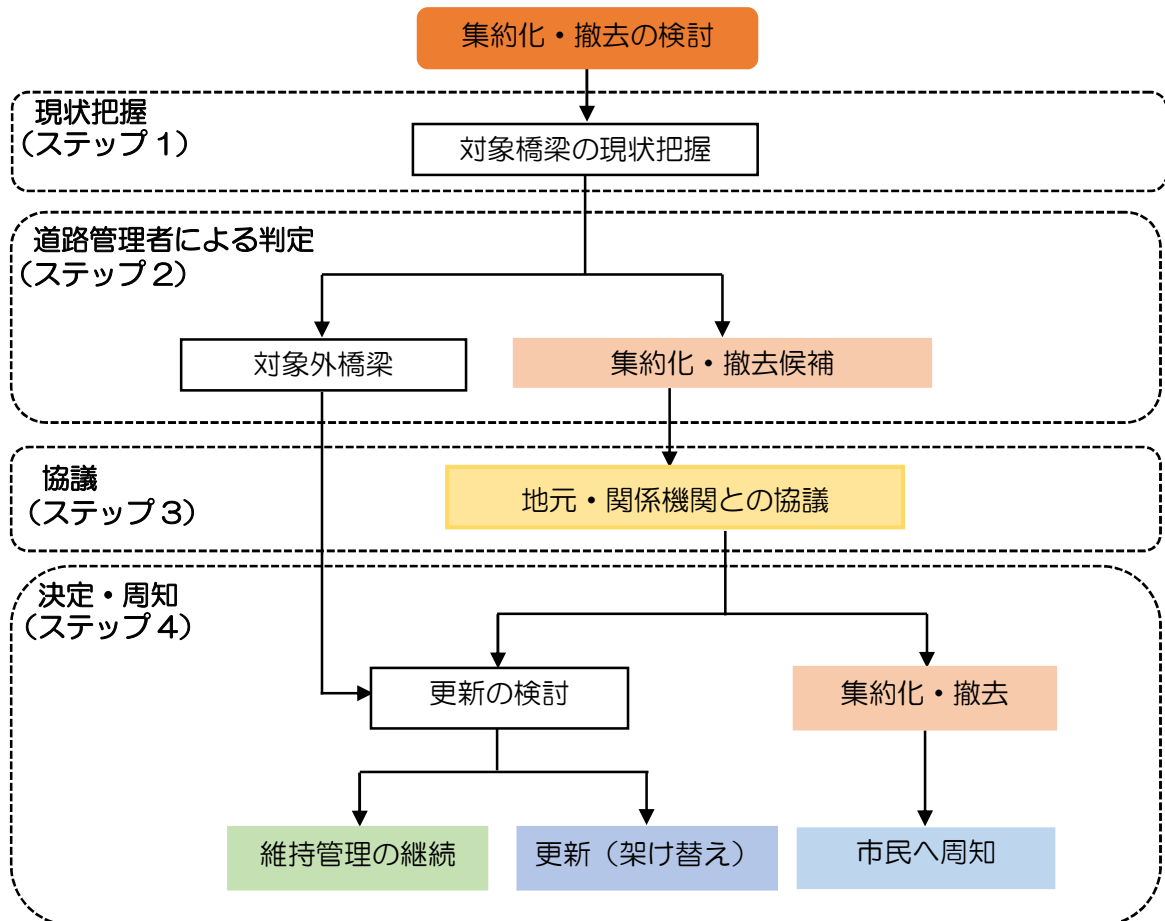 集約化・撤去の検討
現状把握
(ステップ1)
対象橋梁の現状把握
道路管理者による判定
(ステップ2)
対象外橋梁
集約化・撤去候補
協議
(ステップ3)
地元・関係機関との協議
決定・周知
(ステップ4)
更新の検討
集約化・撤去
維持管理の継続
更新(架け替え)
市民へ周知